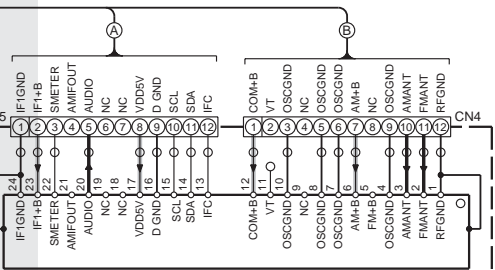 A B
IF1GND IF1+B SMETER AMIFOUT AUDIO NC NC VDD5V D GND SCL SDA IFC COM+B VT OSCGND NC OSCGND OSCGND AM+B NC OSCGND AMANT FMANT RFGND
5 1 2 3 4 5 6 7 8 9 10 11 12 1 2 3 4 5 6 7 8 9 10 11 12 CN4
24 23 22 21 20 19 18 17 16 15 14 13 12 11 10 9 8 7 6 5 4 3 2 1
IF1GND IF1+B SMETER AMIFOUT AUDIO NC NC VDD5V D GND SCL SDA IFC COM+B VT OSCGND NC OSCGND OSCGND AM+B FM+B OSCGND AMANT FMANT RFGND